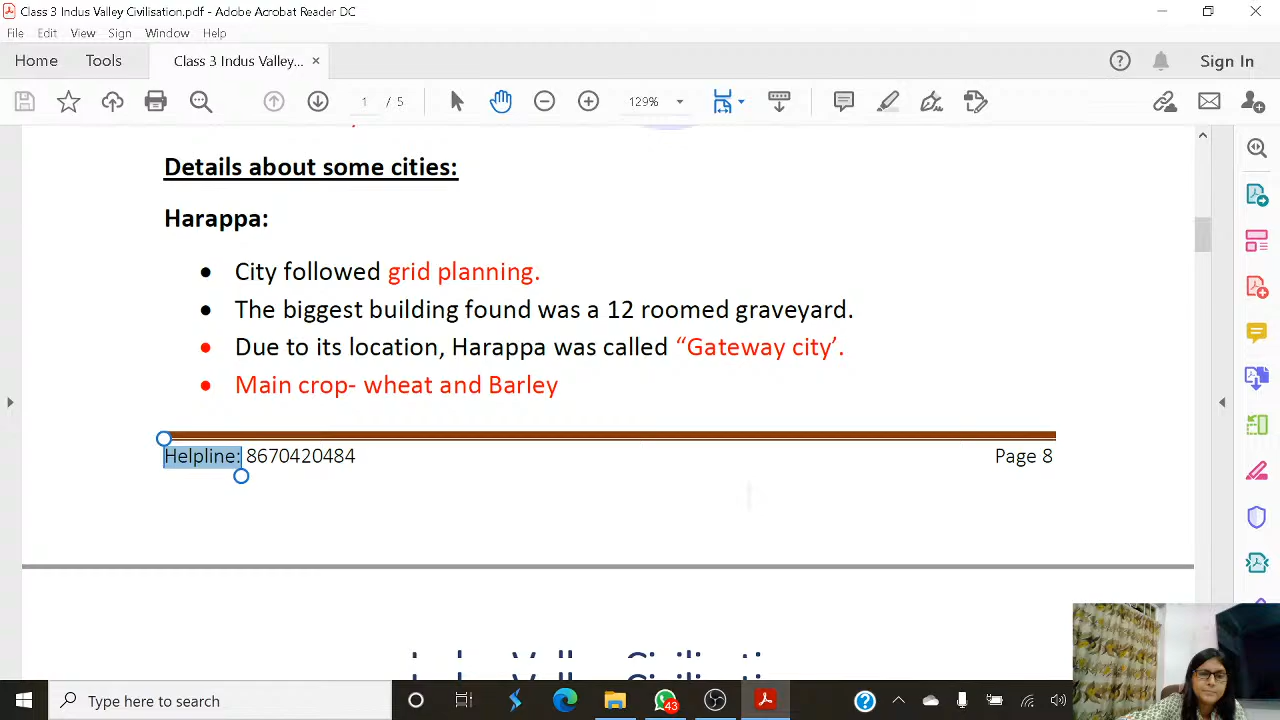 Class 3 Indus Valley Civilisation.pdf - Adobe Acrobat Reader DC
File Edit View Sign Window Help
Home Tools Class 3 Indus Valley... × Sign In
1 / 5 129%
Details about some cities:
Harappa:
● City followed grid planning.
● The biggest building found was a 12 roomed graveyard.
● Due to its location, Harappa was called “Gateway city’.
● Main crop- wheat and Barley
Helpline: 8670420484 Page 8
Type here to search 43